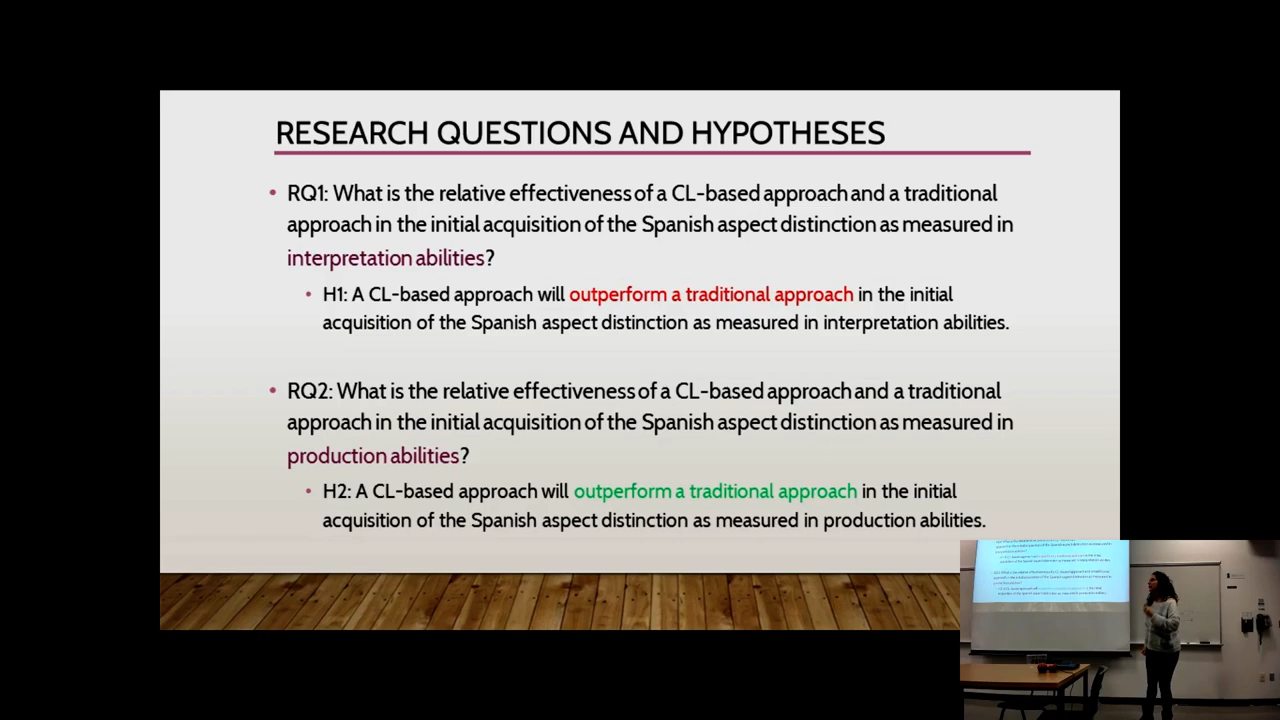 RESEARCH QUESTIONS AND HYPOTHESES
• RQ1: What is the relative effectiveness of a CL-based approach and a traditional
approach in the initial acquisition of the Spanish aspect distinction as measured in
interpretation abilities?
• H1: A CL-based approach will outperform a traditional approach in the initial
acquisition of the Spanish aspect distinction as measured in interpretation abilities.
• RQ2: What is the relative effectiveness of a CL-based approach and a traditional
approach in the initial acquisition of the Spanish aspect distinction as measured in
production abilities?
• H2: A CL-based approach will outperform a traditional approach in the initial
acquisition of the Spanish aspect distinction as measured in production abilities.